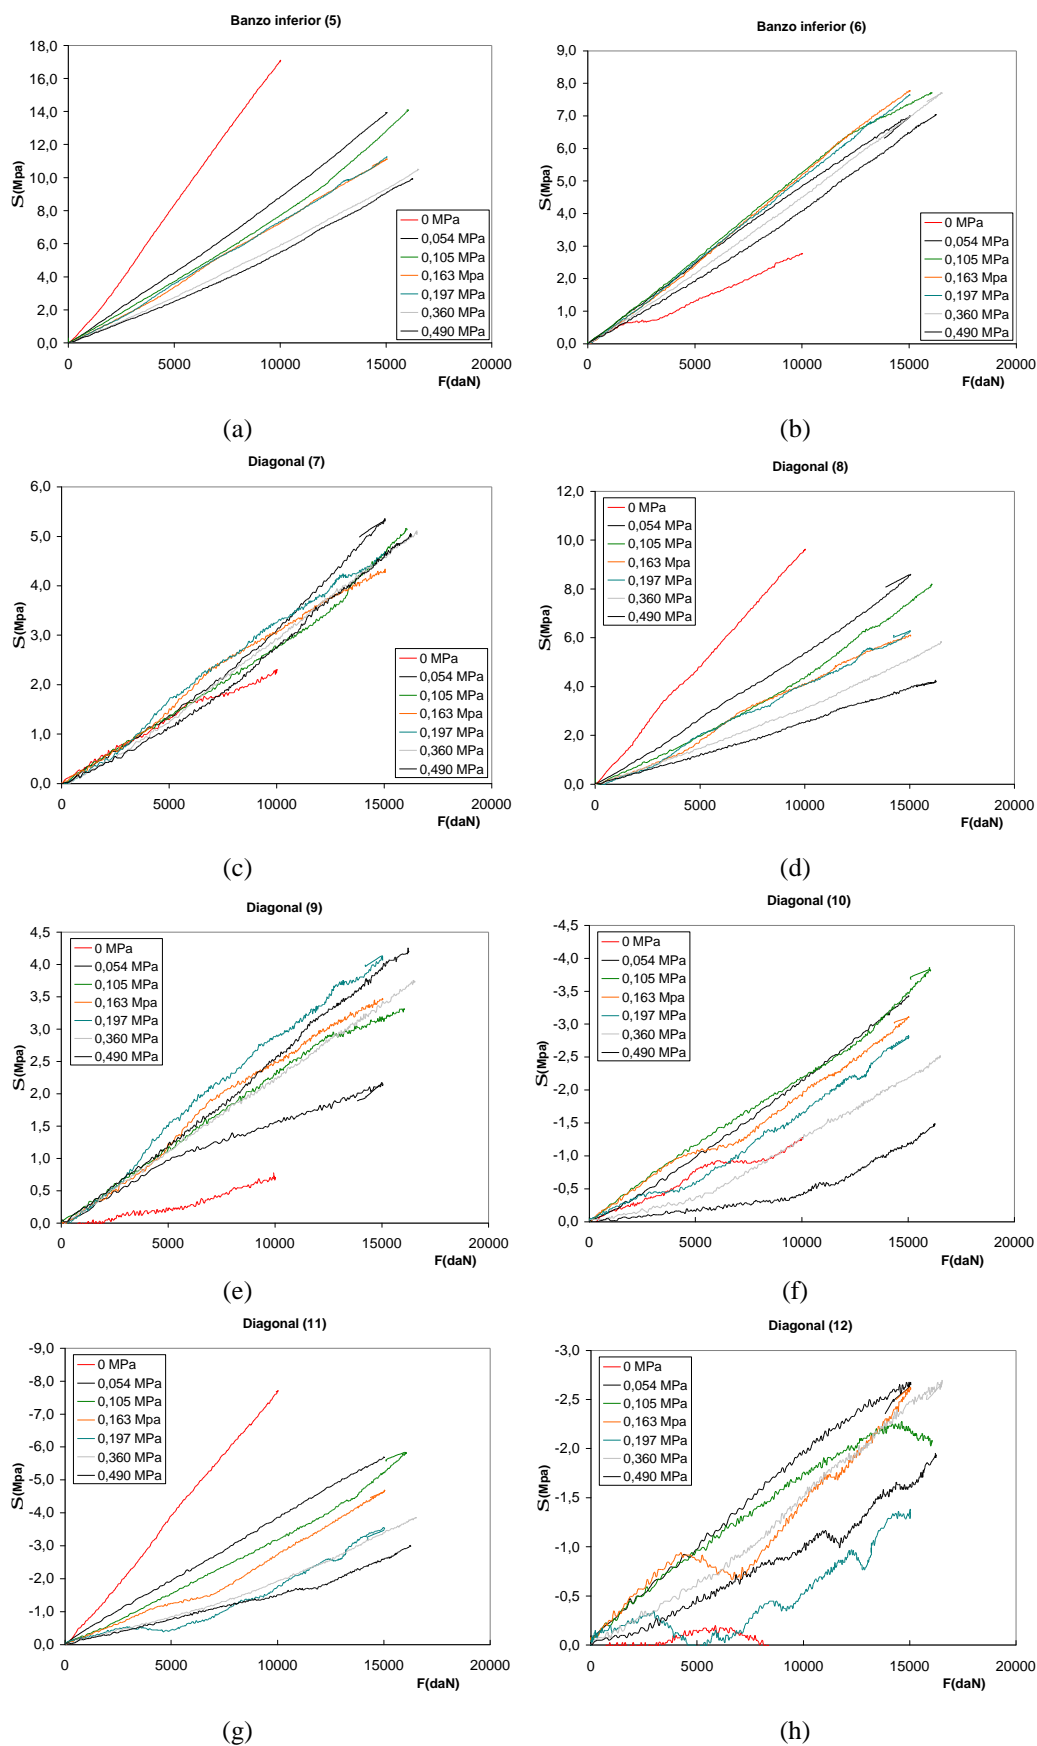 Banzo inferior (5)
18,0
16,0
14,0
12,0
10,0
8,0
6,0
4,0
2,0
0,0
S(Mpa)
0 MPa
0,054 MPa
0,105 MPa
0,163 Mpa
0,197 MPa
0,360 MPa
0,490 MPa
0 5000 10000 15000 20000
F(daN)
(a)
Banzo inferior (6)
9,0
8,0
7,0
6,0
5,0
4,0
3,0
2,0
1,0
0,0
S(Mpa)
0 MPa
0,054 MPa
0,105 MPa
0,163 Mpa
0,197 MPa
0,360 MPa
0,490 MPa
0 5000 10000 15000 20000
F(daN)
(b)
Diagonal (7)
6,0
5,0
4,0
3,0
2,0
1,0
0,0
S(Mpa)
0 MPa
0,054 MPa
0,105 MPa
0,163 Mpa
0,197 MPa
0,360 MPa
0,490 MPa
0 5000 10000 15000 20000
F(daN)
(c)
Diagonal (8)
12,0
10,0
8,0
6,0
4,0
2,0
0,0
S(Mpa)
0 MPa
0,054 MPa
0,105 MPa
0,163 MPa
0,197 MPa
0,360 MPa
0,490 MPa
0 5000 10000 15000 20000
F(daN)
(d)
Diagonal (9)
4,5
4,0
3,5
3,0
2,5
2,0
1,5
1,0
0,5
0,0
S(Mpa)
0 MPa
0,054 MPa
0,105 MPa
0,163 Mpa
0,197 MPa
0,360 MPa
0,490 MPa
0 5000 10000 15000 20000
F(daN)
(e)
Diagonal (10)
-4,5
-4,0
-3,5
-3,0
-2,5
-2,0
-1,5
-1,0
-0,5
0,0
S(Mpa)
0 MPa
0,054 MPa
0,105 MPa
0,163 Mpa
0,197 MPa
0,360 MPa
0,490 MPa
0 5000 10000 15000 20000
F(daN)
(f)
Diagonal (11)
-9,0
-8,0
-7,0
-6,0
-5,0
-4,0
-3,0
-2,0
-1,0
0,0
S(Mpa)
0 MPa
0,054 MPa
0,105 MPa
0,163 Mpa
0,197 MPa
0,360 MPa
0,490 MPa
0 5000 10000 15000 20000
F(daN)
(g)
Diagonal (12)
-3,0
-2,5
-2,0
-1,5
-1,0
-0,5
0,0
S(Mpa)
0 MPa
0,054 MPa
0,105 MPa
0,163 Mpa
0,197 MPa
0,360 MPa
0,490 MPa
0 5000 10000 15000 20000
F(daN)
(h)